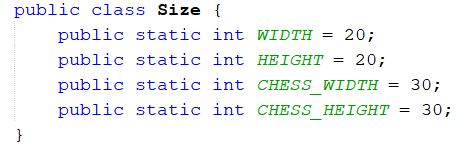 public class Size {
    public static int WIDTH = 20;
    public static int HEIGHT = 20;
    public static int CHESS_WIDTH = 30;
    public static int CHESS_HEIGHT = 30;
}